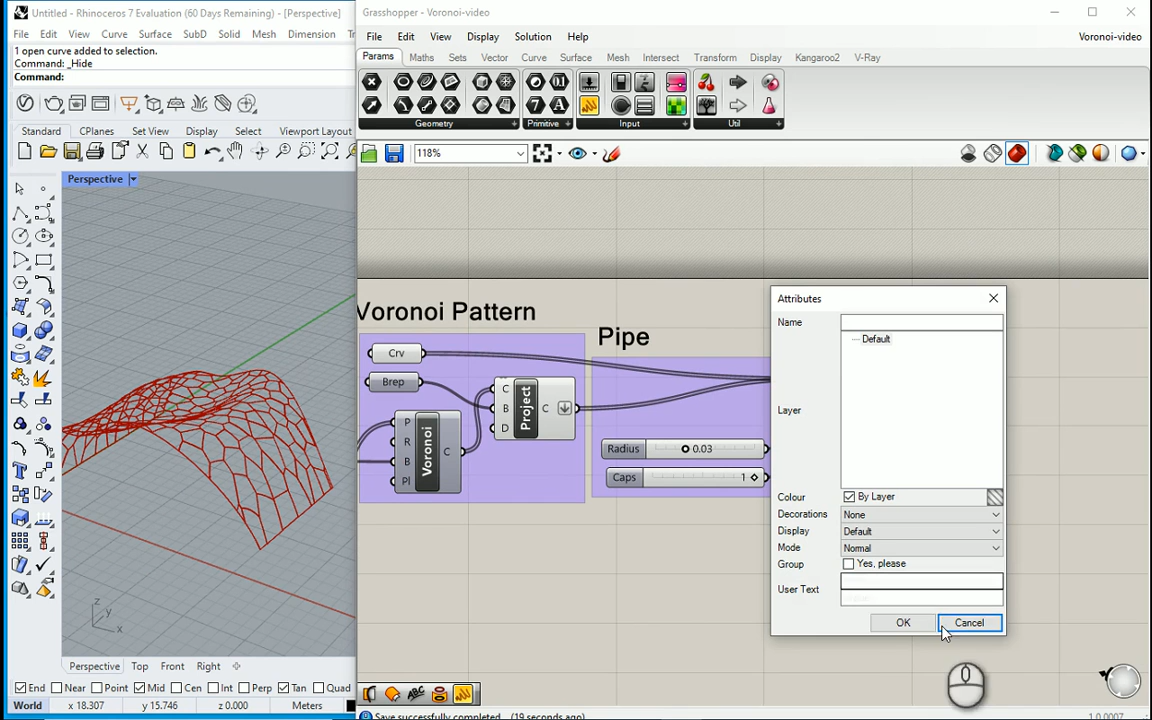 Untitled - Rhinoceros 7 Evaluation (60 Days Remaining) - [Perspective]
File Edit View Curve Surface SubD Solid Mesh Dimension
1 open curve added to selection.
Command: _Hide
Command:
Standard CPlanes Set View Display Select Viewport Layout
Perspective
z
y
x
Perspective Top Front Right
End Near Point Mid Cen Int Perp Tan Quad
World x 18.307 y 15.746 z 0.000 Meters
Grasshopper - Voronoi-video
File Edit View Display Solution Help Voronoi-video
Params Maths Sets Vector Curve Surface Mesh Intersect Transform Display Kangaroo2 V-Ray
Geometry Primitive Input Util
118%
Voronoi Pattern
Pipe
Crv
Brep
C
B
D
Project
C
P
R
B
Pl
Voronoi
C
Radius 0.03
Caps 1
Attributes
Name
Default
Layer
Colour By Layer
Decorations None
Display Default
Mode Normal
Group Yes, please
User Text
OK Cancel
Save successfully completed... (19 seconds ago)
1.0.0007